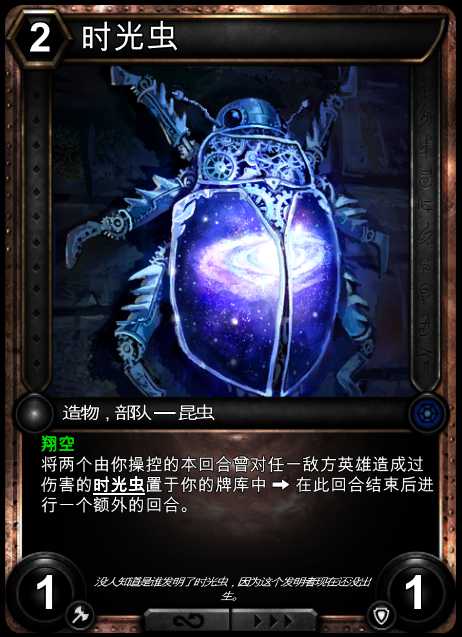 2
时光虫
造物，部队 — 昆虫
翔空
将两个由你操控的本回合曾对任一敌方英雄造成过
伤害的时光虫置于你的牌库中 ➡ 在此回合结束后进
行一个额外的回合。
没人知道是谁发明了时光虫，因为这个发明者现在还没出
生。
1
1